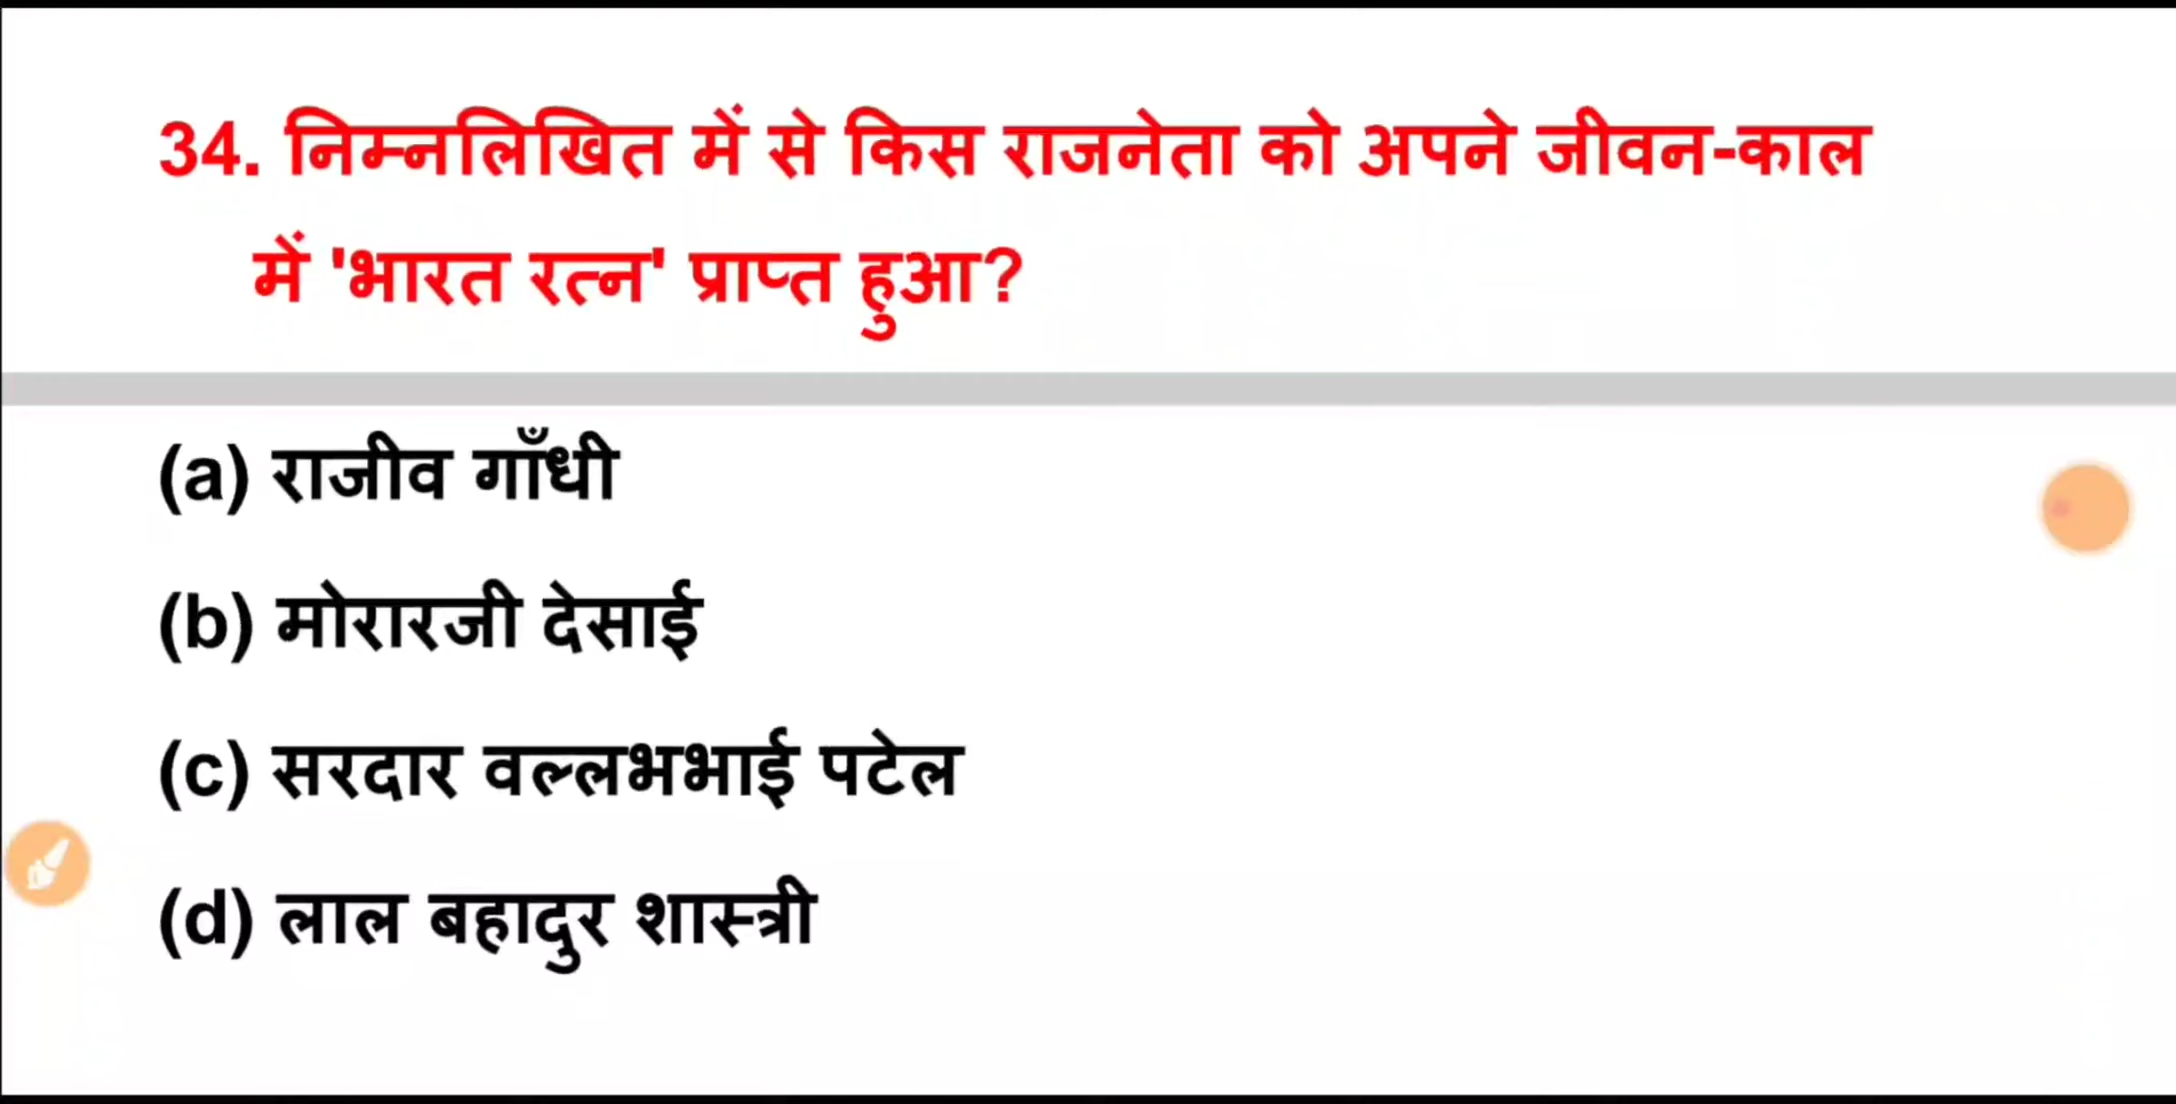 34. निम्नलिखित में से किस राजनेता को अपने जीवन-काल
में 'भारत रत्न' प्राप्त हुआ?
(a) राजीव गाँधी
(b) मोरारजी देसाई
(c) सरदार वल्लभभाई पटेल
(d) लाल बहादुर शास्त्री